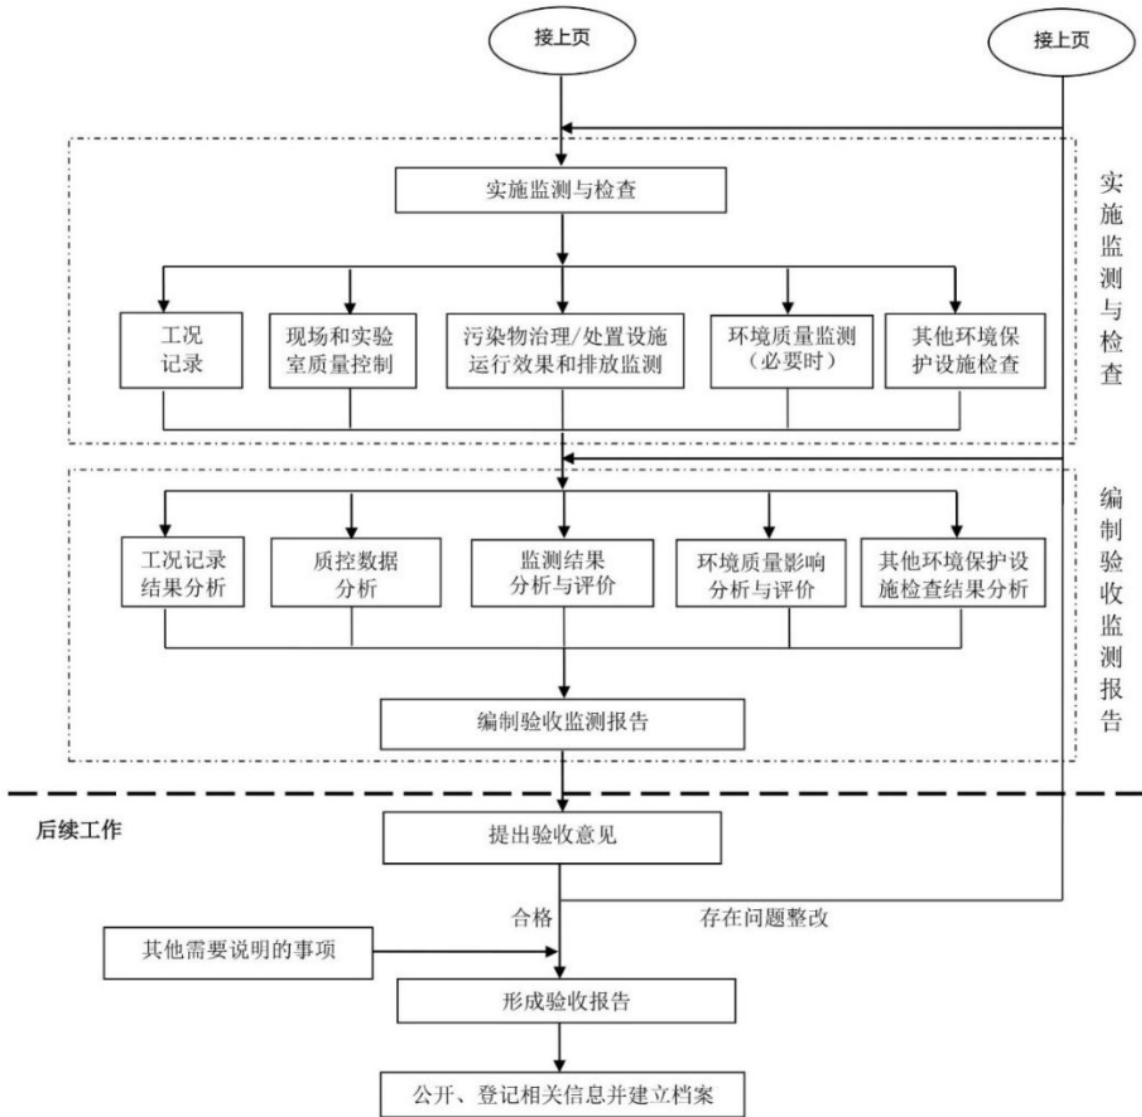 接上页
接上页
实施监测与检查
实施监测与检查
工况
记录
现场和实验
室质量控制
污染物治理/处置设施
运行效果和排放监测
环境质量监测
（必要时）
其他环境保
护设施检查
工况记录
结果分析
质控数据
分析
监测结果
分析与评价
环境质量影响
分析与评价
其他环境保护设
施检查结果分析
编制验收监测报告
编制验收监测报告
后续工作
提出验收意见
合格
存在问题整改
其他需要说明的事项
形成验收报告
公开、登记相关信息并建立档案